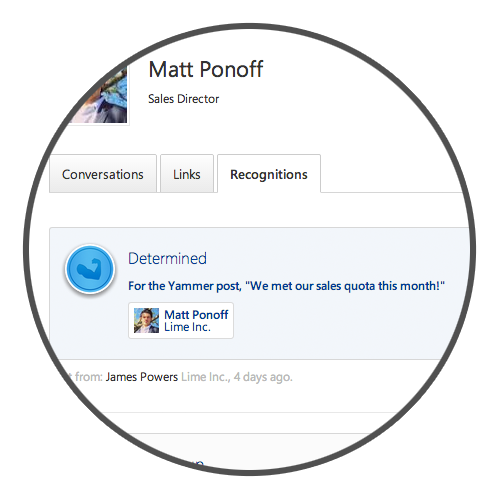 Matt Ponoff
Sales Director
Conversations Links Recognitions
Determined
For the Yammer post, "We met our sales quota this month!"
Matt Ponoff
Lime Inc.
from: James Powers Lime Inc., 4 days ago.